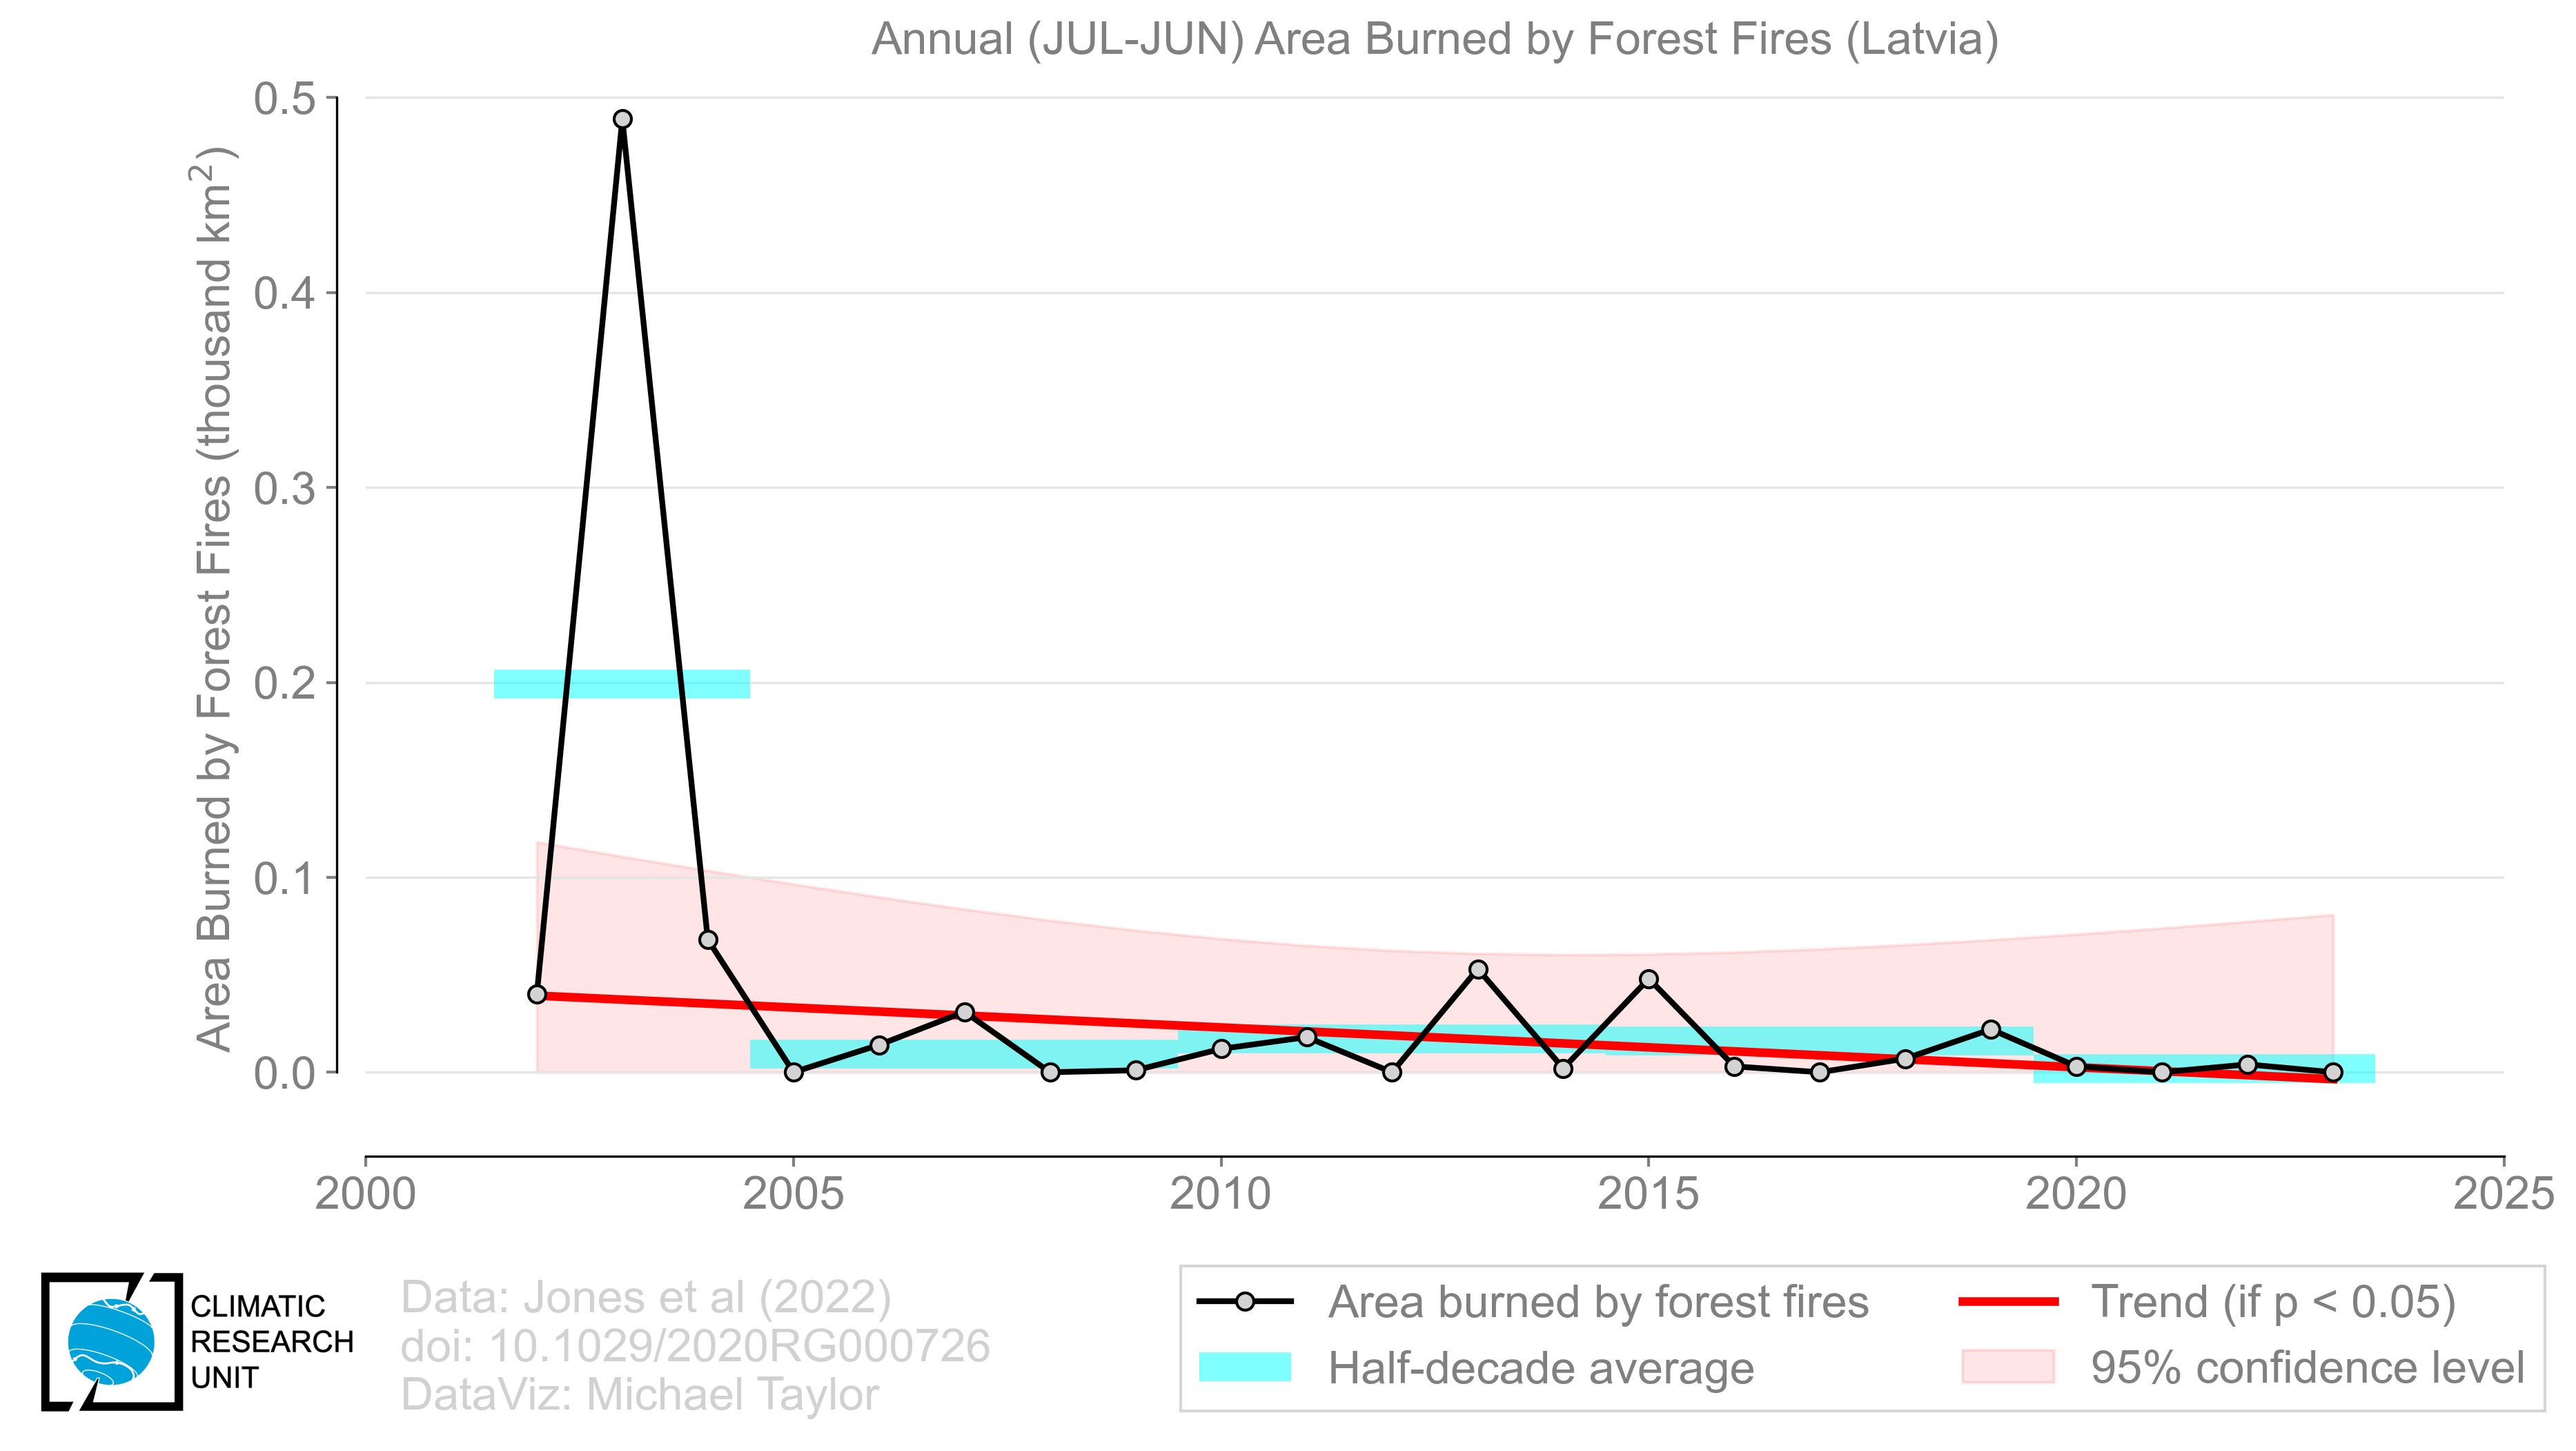 Annual (JUL-JUN) Area Burned by Forest Fires (Latvia)
Area Burned by Forest Fires (thousand km²)
0.5
0.4
0.3
0.2
0.1
0.0
2000 2005 2010 2015 2020 2025
CLIMATIC
RESEARCH
UNIT
Data: Jones et al (2022)
doi: 10.1029/2020RG000726
DataViz: Michael Taylor
Area burned by forest fires
Half-decade average
Trend (if p < 0.05)
95% confidence level